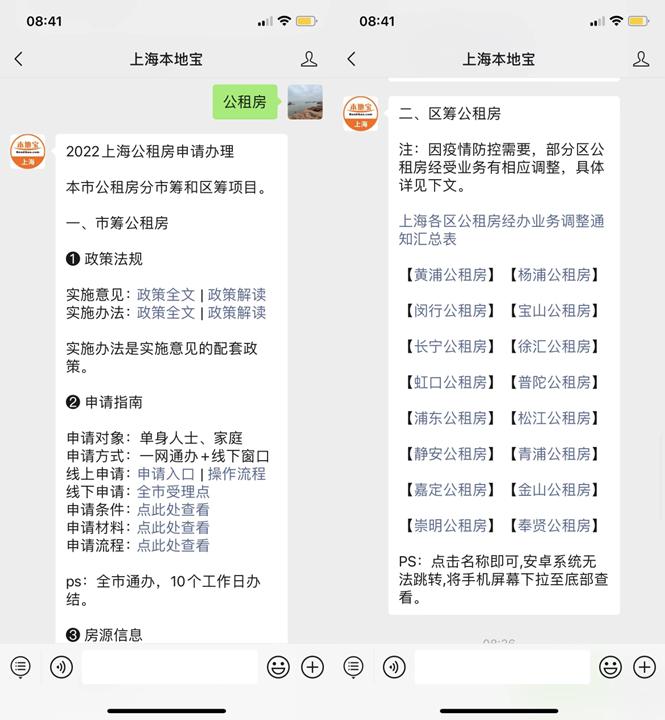 08:41
上海本地宝
公租房
本地宝
Bendibao.com
上海
2022上海公租房申请办理
本市公租房分市筹和区筹项目。
一、市筹公租房
❶ 政策法规
实施意见：政策全文 | 政策解读
实施办法：政策全文 | 政策解读
实施办法是实施意见的配套政
策。
❷ 申请指南
申请对象：单身人士、家庭
申请方式：一网通办+线下窗口
线上申请：申请入口 | 操作流程
线下申请：全市受理点
申请条件：点此处查看
申请材料：点此处查看
申请流程：点此处查看
ps：全市通办，10个工作日办
结。
❸ 房源信息
08:41
上海本地宝
本地宝
Bendibao.com
上海
二、区筹公租房
注：因疫情防控需要，部分区公
租房经受业务有相应调整，具体
详见下文。
上海各区公租房经办业务调整通
知汇总表
【黄浦公租房】【杨浦公租房】
【闵行公租房】【宝山公租房】
【长宁公租房】【徐汇公租房】
【虹口公租房】【普陀公租房】
【浦东公租房】【松江公租房】
【静安公租房】【青浦公租房】
【嘉定公租房】【金山公租房】
【崇明公租房】【奉贤公租房】
PS：点击名称即可,安卓系统无
法跳转,将手机屏幕下拉至底部查
看。